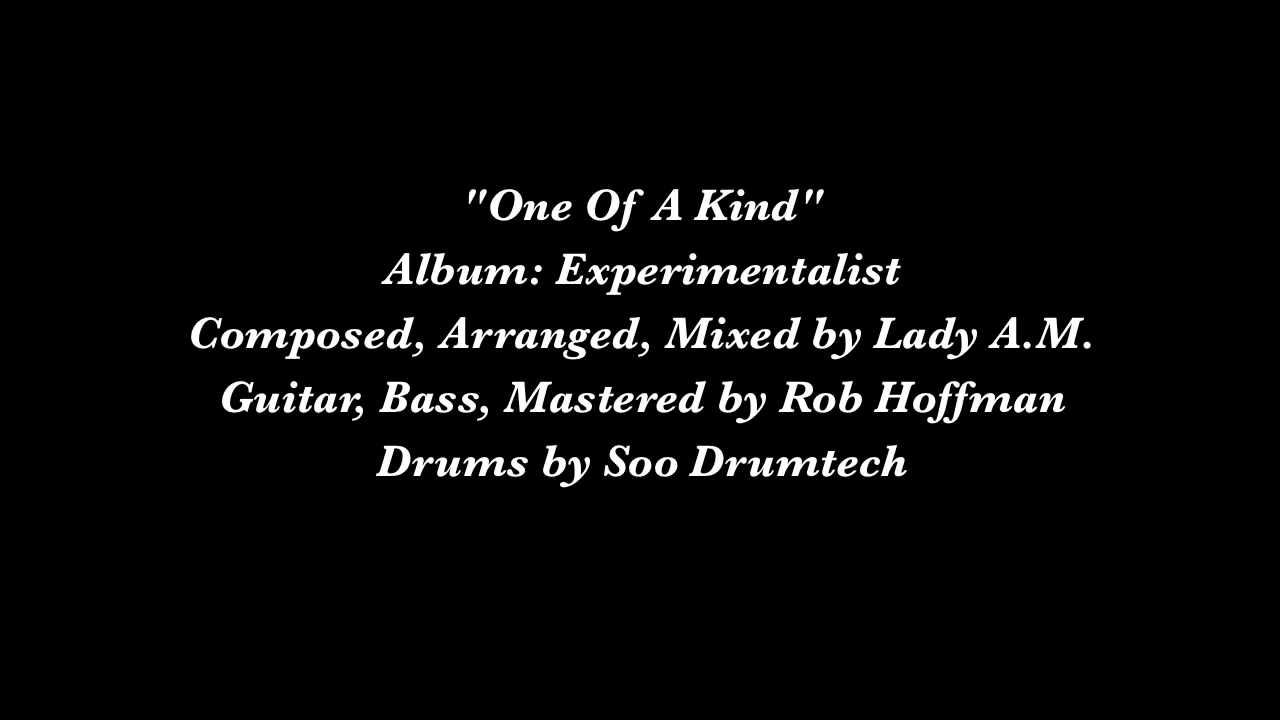 "One Of A Kind"
Album: Experimentalist
Composed, Arranged, Mixed by Lady A.M.
Guitar, Bass, Mastered by Rob Hoffman
Drums by Soo Drumtech